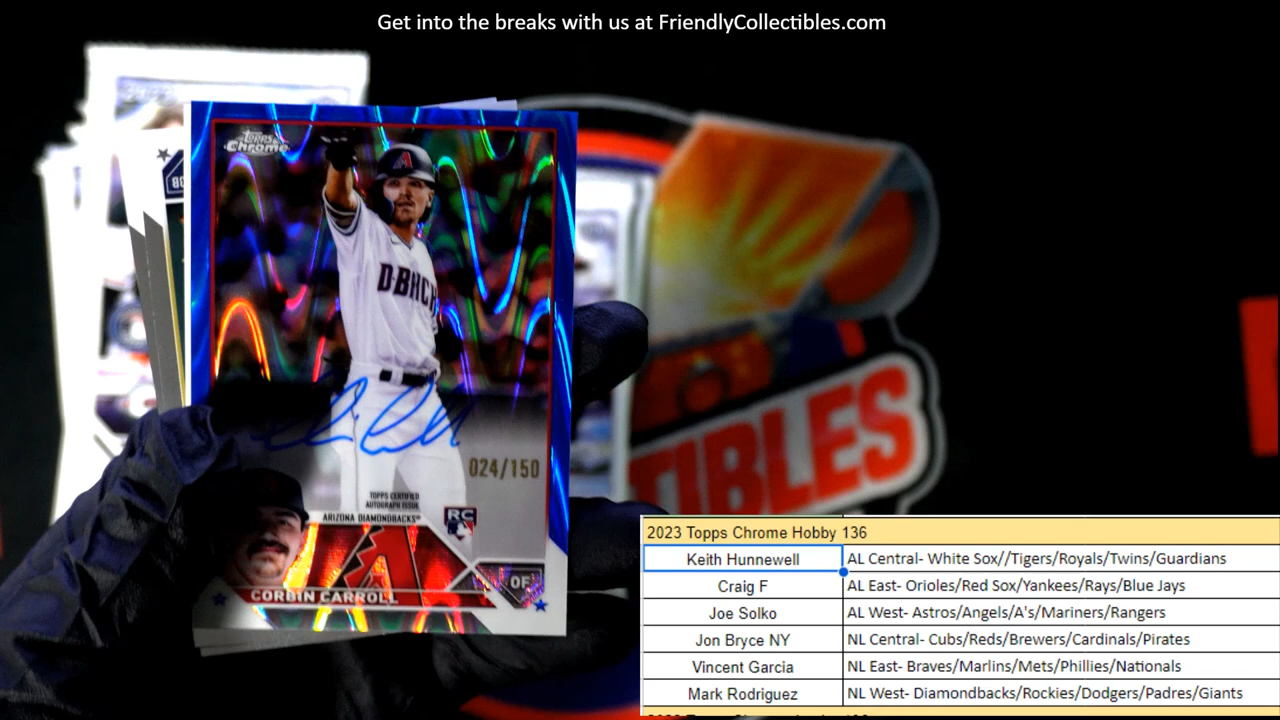 Get into the breaks with us at FriendlyCollectibles.com
80
Topps
Chrome
A
D-BACK
024/150
TOPPS CERTIFIED
AUTOGRAPH ISSUE
ARIZONA DIAMONDBACKS
RC
OF
CORBIN CARROLL
TIBLES
2023 Topps Chrome Hobby 136
Keith Hunnewell AL Central- White Sox//Tigers/Royals/Twins/Guardians
Craig F AL East- Orioles/Red Sox/Yankees/Rays/Blue Jays
Joe Solko AL West- Astros/Angels/A's/Mariners/Rangers
Jon Bryce NY NL Central- Cubs/Reds/Brewers/Cardinals/Pirates
Vincent Garcia NL East- Braves/Marlins/Mets/Phillies/Nationals
Mark Rodriguez NL West- Diamondbacks/Rockies/Dodgers/Padres/Giants